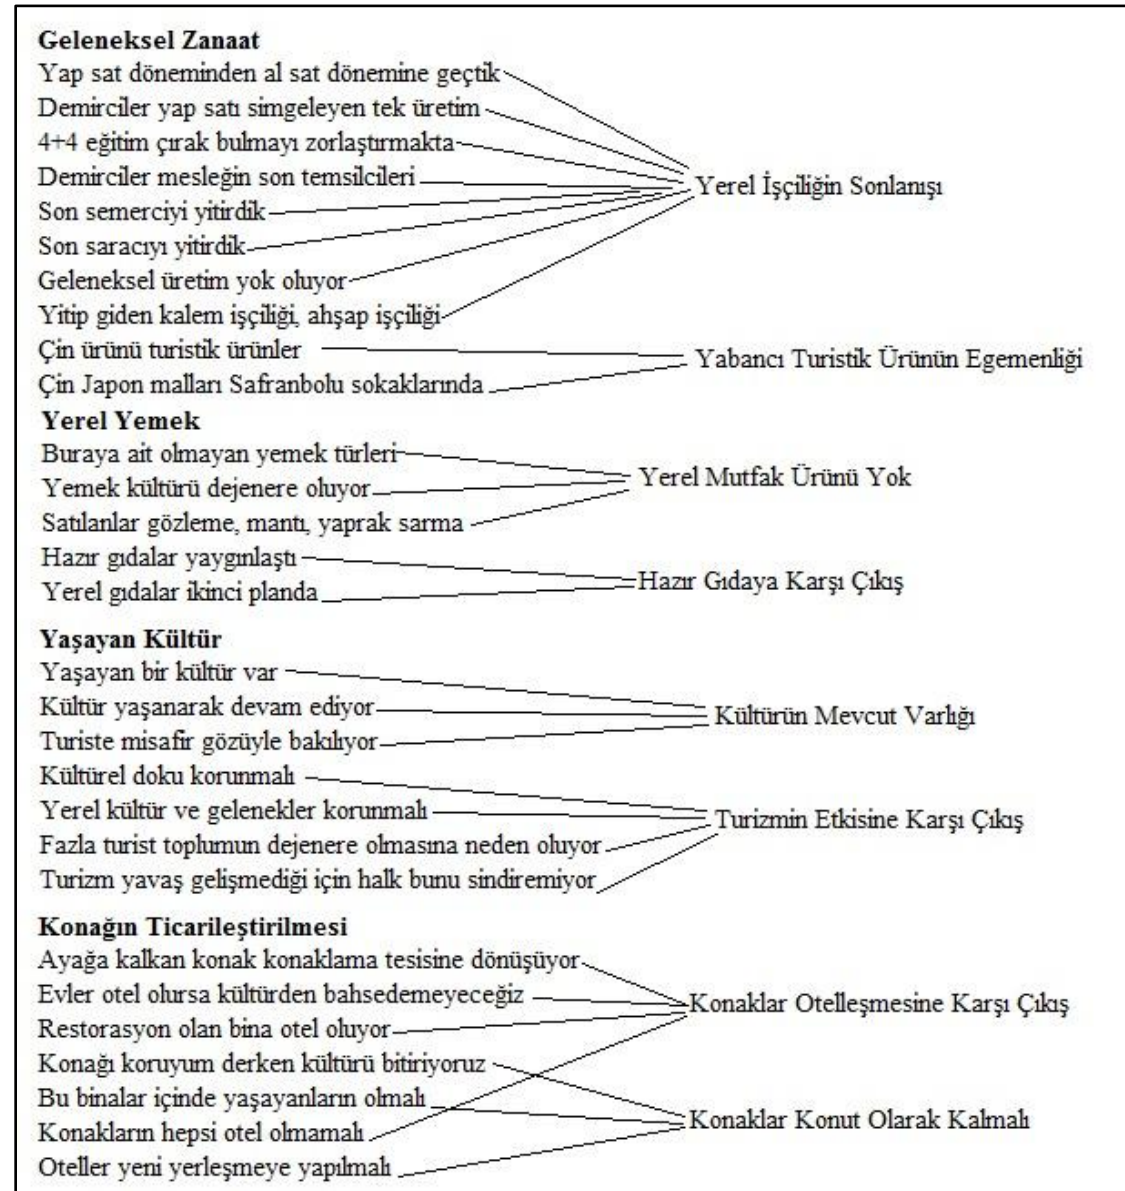 Geleneksel Zanaat
Yap sat döneminden al sat dönemine geçtik
Demirciler yap satı simgeleyen tek üretim
4+4 eğitim çırak bulmayı zorlaştırmakta
Demirciler mesleğin son temsilcileri
Yerel İşçiliğin Sonlanışı
Son semerciyi yitirdik
Son saracıyı yitirdik
Geleneksel üretim yok oluyor
Yitip giden kalem işçiliği, ahşap işçiliği
Çin ürünü turistik ürünler
Yabancı Turistik Ürünün Egemenliği
Çin Japon malları Safranbolu sokaklarında
Yerel Yemek
Buraya ait olmayan yemek türleri
Yerel Mutfak Ürünü Yok
Yemek kültürü dejenere oluyor
Satılanlar gözleme, mantı, yaprak sarma
Hazır gıdalar yaygınlaştı
Hazır Gıdaya Karşı Çıkış
Yerel gıdalar ikinci planda
Yaşayan Kültür
Yaşayan bir kültür var
Kültür yaşanarak devam ediyor
Kültürün Mevcut Varlığı
Turiste misafir gözüyle bakılıyor
Kültürel doku korunmalı
Yerel kültür ve gelenekler korunmalı
Turizmin Etkisine Karşı Çıkış
Fazla turist toplumun dejenere olmasına neden oluyor
Turizm yavaş gelişmediği için halk bunu sindiremiyor
Konağın Ticarileştirilmesi
Ayağa kalkan konak konaklama tesisine dönüşüyor
Evler otel olursa kültürden bahsedemeyeceğiz
Konaklar Otelleşmesine Karşı Çıkış
Restorasyon olan bina otel oluyor
Konağı koruyum derken kültürü bitiriyoruz
Bu binalar içinde yaşayanların olmalı
Konaklar Konut Olarak Kalmalı
Konakların hepsi otel olmamalı
Oteller yeni yerleşmeye yapılmalı